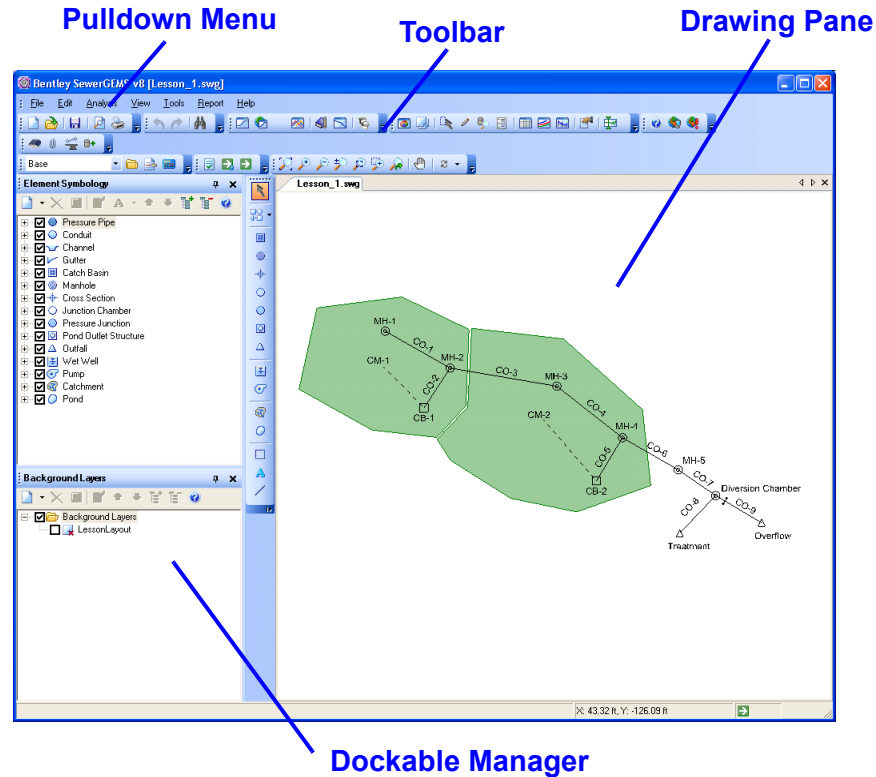 Pulldown Menu
Toolbar
Drawing Pane
Bentley SewerGEMS v8 [Lesson_1.swg]
File Edit Analysis View Tools Report Help
Base
Element Symbology
Lesson_1.swg
Pressure Pipe
Conduit
Channel
Gutter
Catch Basin
Manhole
Cross Section
Junction Chamber
Pressure Junction
Pond Outlet Structure
Outfall
Wet Well
Pump
Catchment
Pond
Background Layers
Background Layers
LessonLayout
MH-1
CO-1
CM-1
MH-2
CO-2
CB-1
CO-3
MH-3
CM-2
CO-4
MH-4
CO-5
CB-2
CO-6
MH-5
CO-7
Diversion Chamber
CO-8
CO-9
Treatment
Overflow
X: 43.32 ft, Y: -126.09 ft
Dockable Manager